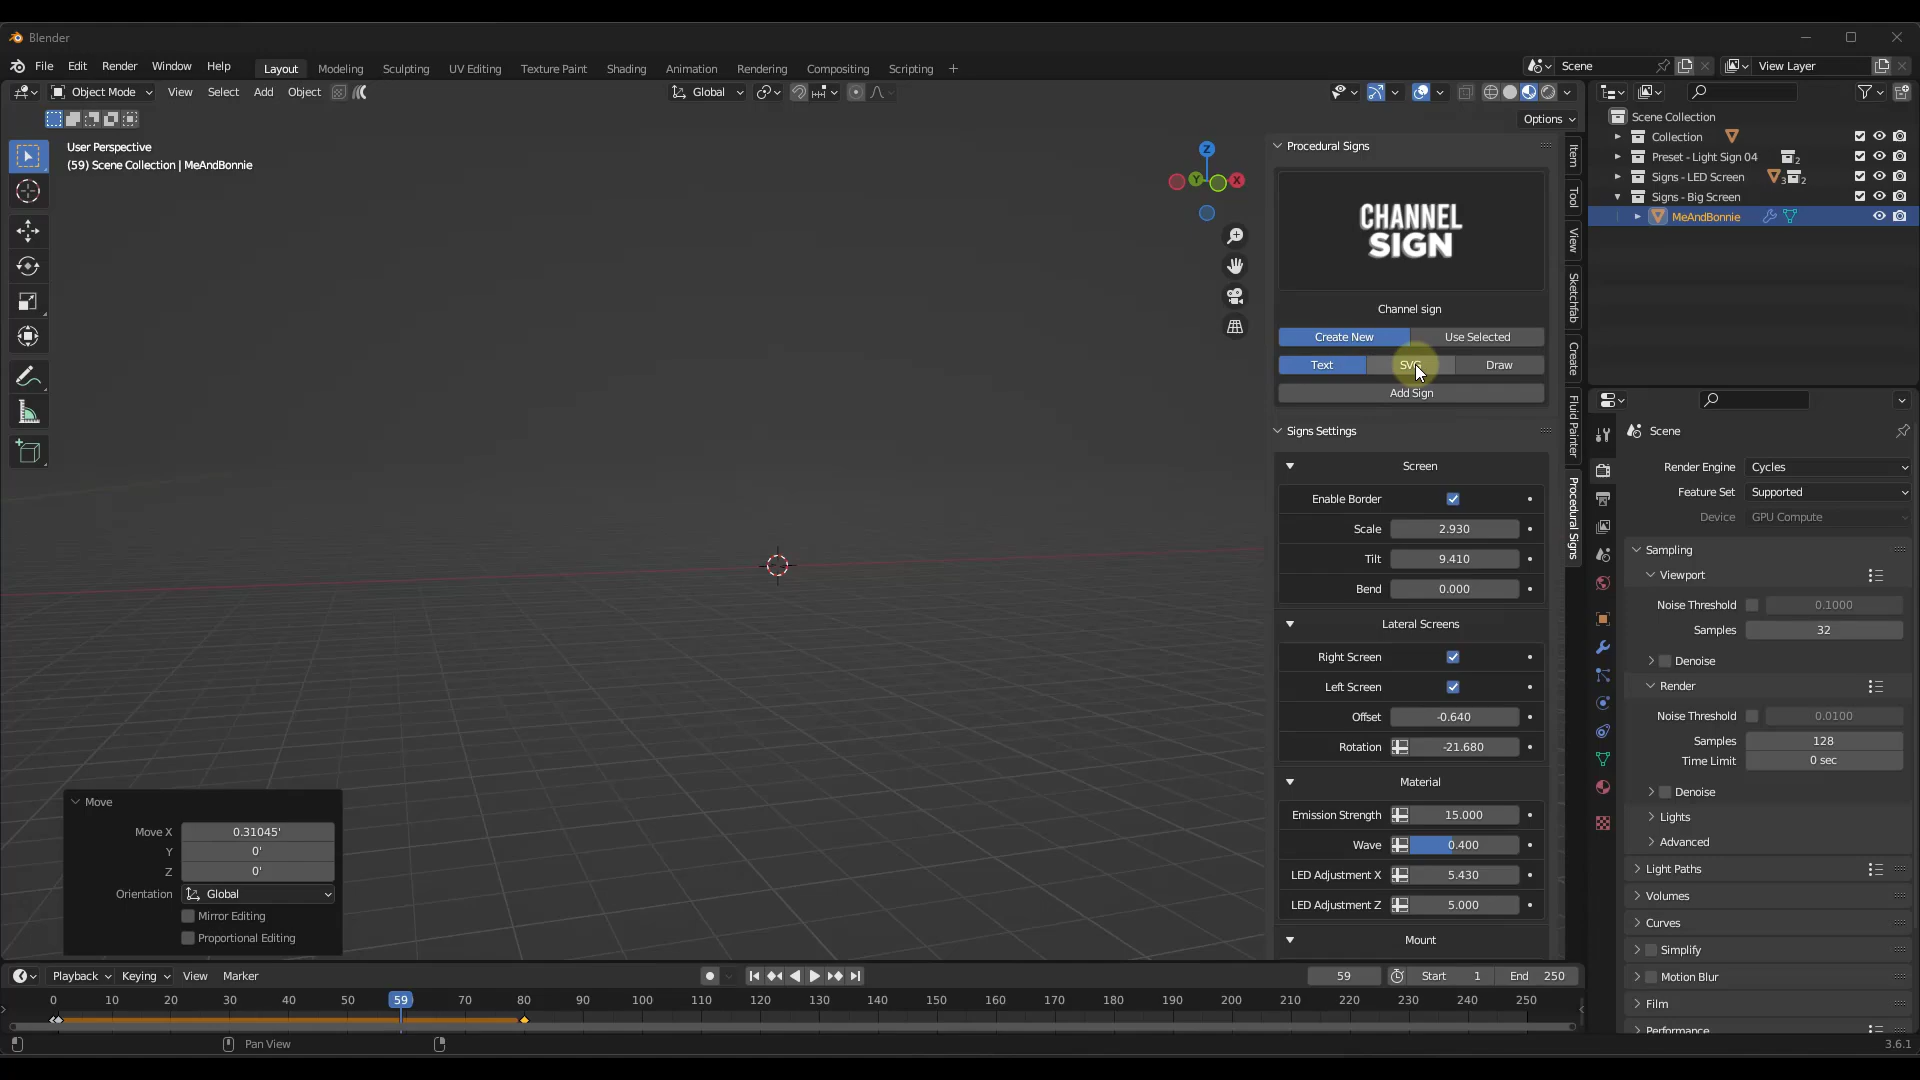 Blender
File Edit Render Window Help Layout Modeling Sculpting UV Editing Texture Paint Shading Animation Rendering Compositing Scripting + Scene View Layer
Object Mode View Select Add Object Global
Options
User Perspective
(59) Scene Collection | MeAndBonnie
Z
Y
X
Procedural Signs
CHANNEL
SIGN
Channel sign
Create New Use Selected
Text SVG Draw
Add Sign
Signs Settings
Screen
Enable Border
Scale 2.930
Tilt 9.410
Bend 0.000
Lateral Screens
Right Screen
Left Screen
Offset -0.640
Rotation -21.680
Material
Emission Strength 15.000
Wave 0.400
LED Adjustment X 5.430
LED Adjustment Z 5.000
Mount
Item
Tool
View
Sketchfab
Create
Fluid Painter
Procedural Signs
Scene Collection
Collection
Preset - Light Sign 04 2
Signs - LED Screen 3 2
Signs - Big Screen
MeAndBonnie
Scene
Render Engine Cycles
Feature Set Supported
Device GPU Compute
Sampling
Viewport
Noise Threshold 0.1000
Samples 32
Denoise
Render
Noise Threshold 0.0100
Samples 128
Time Limit 0 sec
Denoise
Lights
Advanced
Light Paths
Volumes
Curves
Simplify
Motion Blur
Film
Performance
Move
Move X 0.31045'
Y 0'
Z 0'
Orientation Global
Mirror Editing
Proportional Editing
Playback Keying View Marker 59 Start 1 End 250
0 10 20 30 40 50 59 70 80 90 100 110 120 130 140 150 160 170 180 190 200 210 220 230 240 250
Pan View
3.6.1